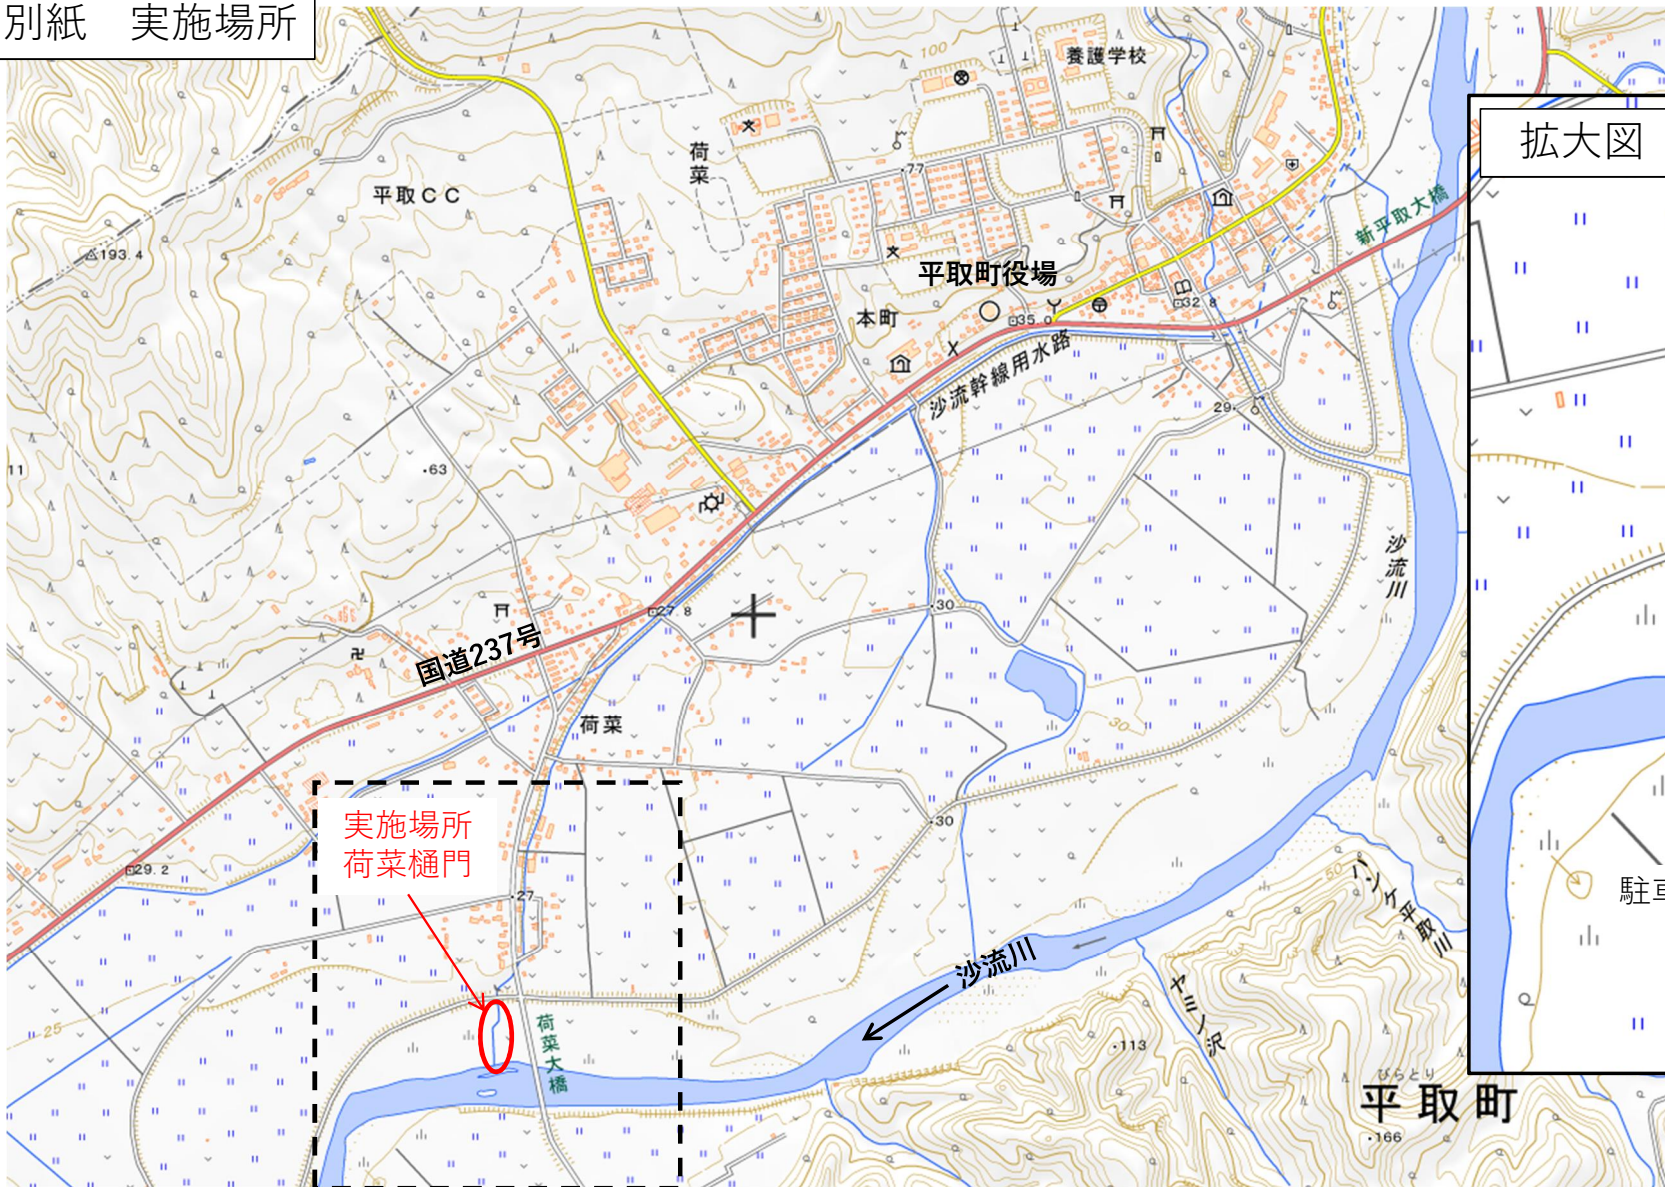 別紙　実施場所
養護学校
拡大図
荷菜
平取ＣＣ
100
77
193.4
新平取大橋
平取町役場
本町
35.0
32.8
沙流幹線用水路
29
63
11
沙流川
27.8
30
国道237号
荷菜
30
30
実施場所
荷菜樋門
29.2
27
50
パンケ平取川
駐車
沙流川
ヤミノ沢
25
荷菜大橋
113
びらとり
平取町
166